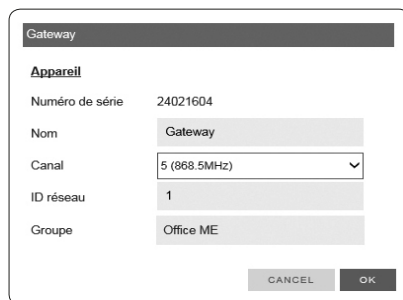 Gateway
Appareil
Numéro de série 24021604
Nom Gateway
Canal 5 (868.5MHz)
ID réseau 1
Groupe Office ME
CANCEL OK